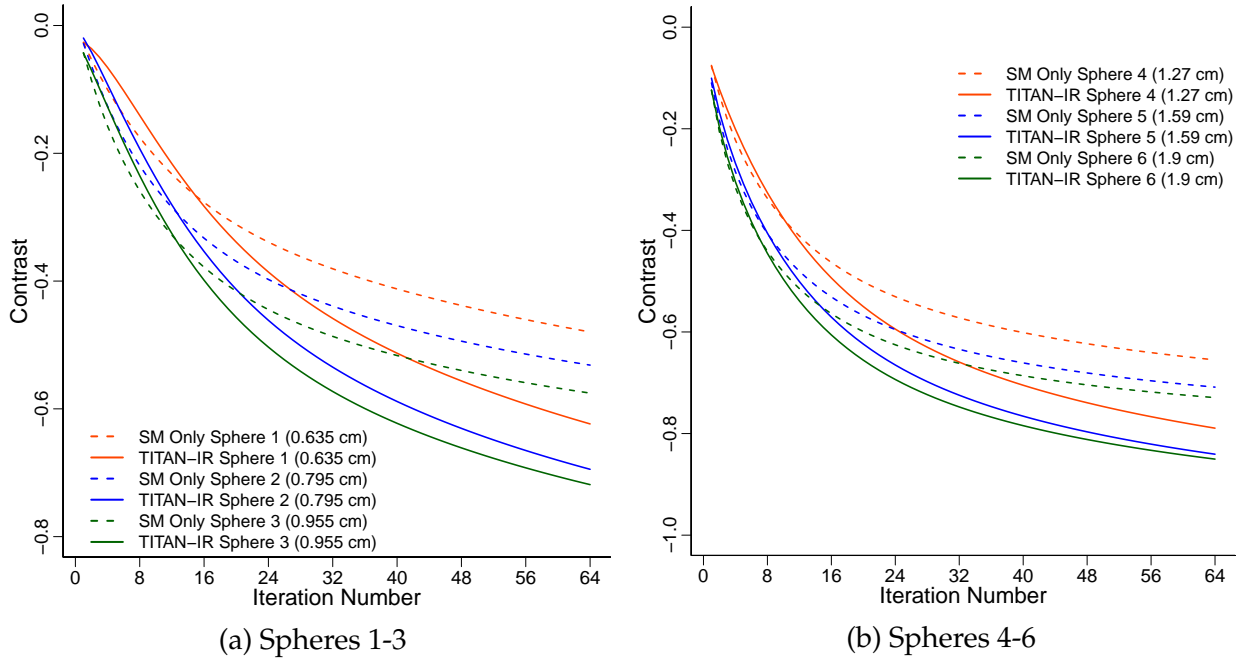 0.0
−0.2
−0.4
−0.6
−0.8
Contrast
SM Only Sphere 1 (0.635 cm)
TITAN−IR Sphere 1 (0.635 cm)
SM Only Sphere 2 (0.795 cm)
TITAN−IR Sphere 2 (0.795 cm)
SM Only Sphere 3 (0.955 cm)
TITAN−IR Sphere 3 (0.955 cm)
0 8 16 24 32 40 48 56 64
Iteration Number
(a) Spheres 1-3
0.0
−0.2
−0.4
−0.6
−0.8
−1.0
Contrast
SM Only Sphere 4 (1.27 cm)
TITAN−IR Sphere 4 (1.27 cm)
SM Only Sphere 5 (1.59 cm)
TITAN−IR Sphere 5 (1.59 cm)
SM Only Sphere 6 (1.9 cm)
TITAN−IR Sphere 6 (1.9 cm)
0 8 16 24 32 40 48 56 64
Iteration Number
(b) Spheres 4-6